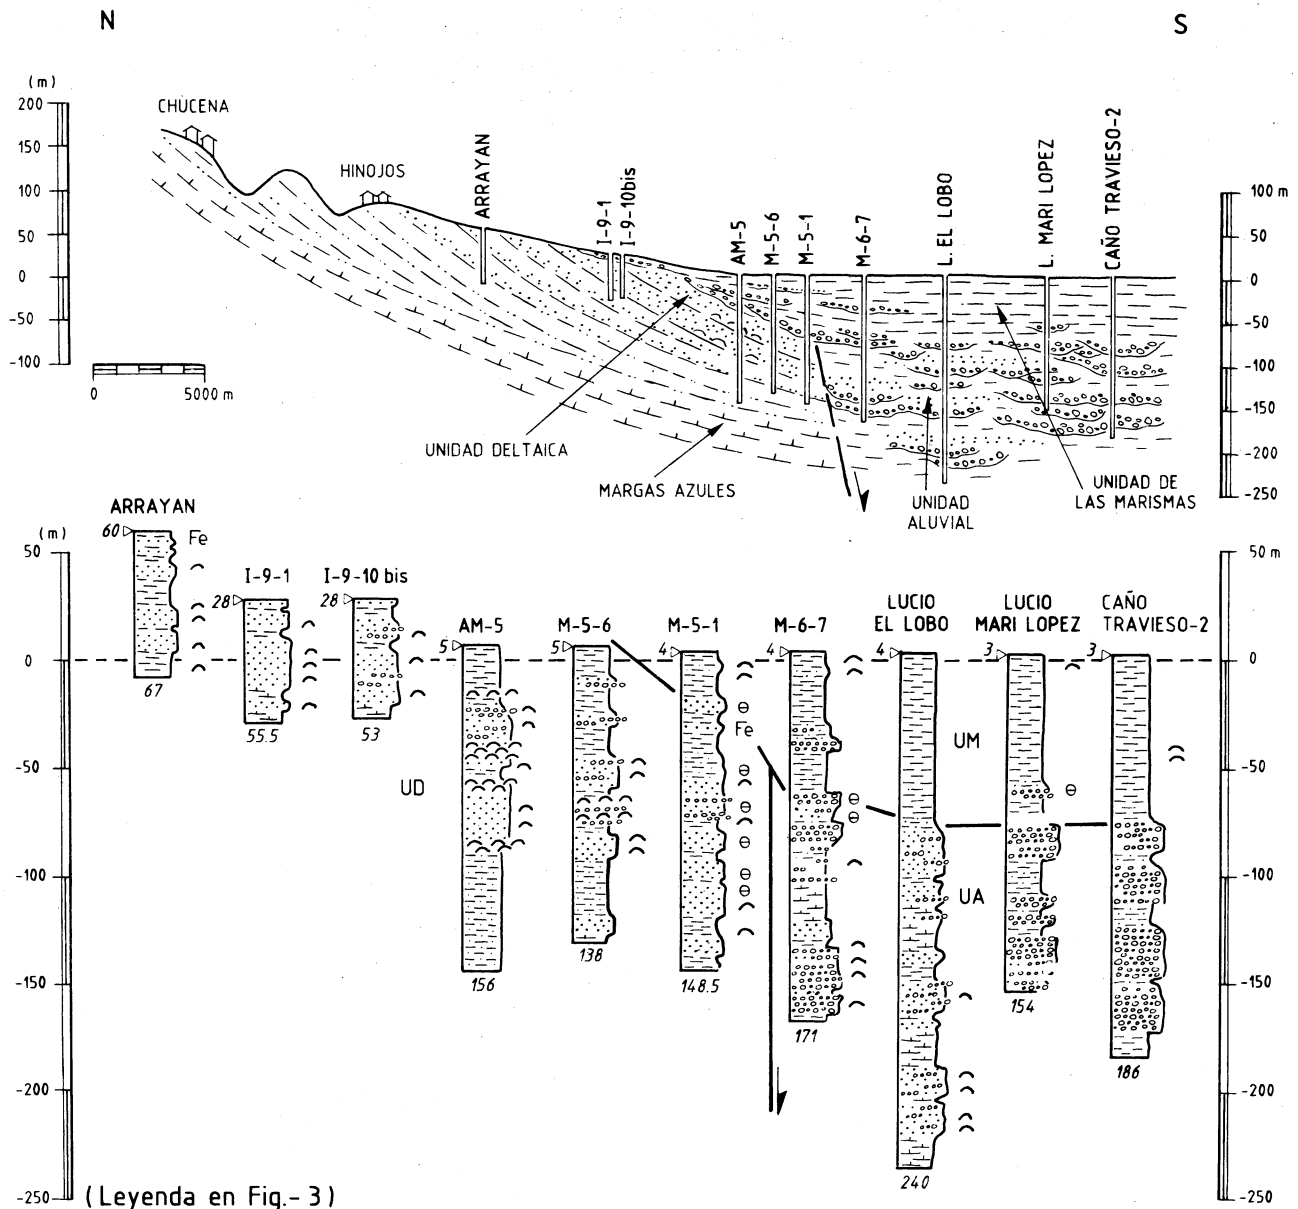 N
S
(m)
200
150
100
50
0
-50
-100
CHUCENA
HINOJOS
ARRAYAN
I-9-1
I-9-10bis
AM-5
M-5-6
M-5-1
M-6-7
L. EL LOBO
L. MARI LOPEZ
CAÑO TRAVIESO-2
100 m
50
0
-50
-100
-150
-200
-250
0 5000 m
UNIDAD DELTAICA
MARGAS AZULES
UNIDAD
ALUVIAL
UNIDAD DE
LAS MARISMAS
(m)
50
0
-50
-100
-150
-200
-250
ARRAYAN
60
Fe
67
I-9-1
28
55.5
I-9-10 bis
28
53
UD
AM-5
5
156
M-5-6
5
138
M-5-1
4
Fe
148.5
M-6-7
4
171
LUCIO
EL LOBO
4
240
UM
UA
LUCIO
MARI LOPEZ
3
154
CAÑO
TRAVIESO-2
3
186
50 m
0
-50
-100
-150
-200
-250
(Leyenda en Fig.- 3)